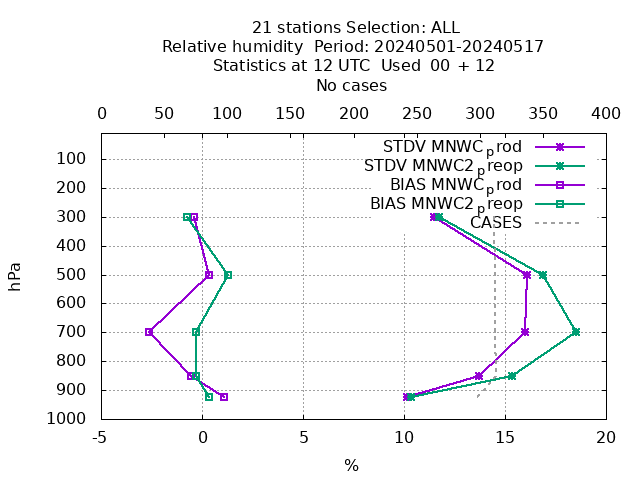 21 stations Selection: ALL
Relative humidity  Period: 20240501-20240517
Statistics at 12 UTC  Used  00 + 12
No cases
0 50 100 150 200 250 300 350 400
STDV MNWC_prod
STDV MNWC2_preop
BIAS MNWC_prod
BIAS MNWC2_preop
CASES
100
200
300
400
500
600
700
800
900
1000
hPa
-5 0 5 10 15 20
%